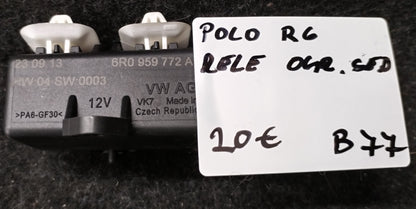 23 09 13
6R0 959 772 A
HW 04 SW 0003
VW AG
12V
VK7 Made in
>PA6-GF30<
Czech Republic
POLO R6
RELE OGR. SED
20€
B77